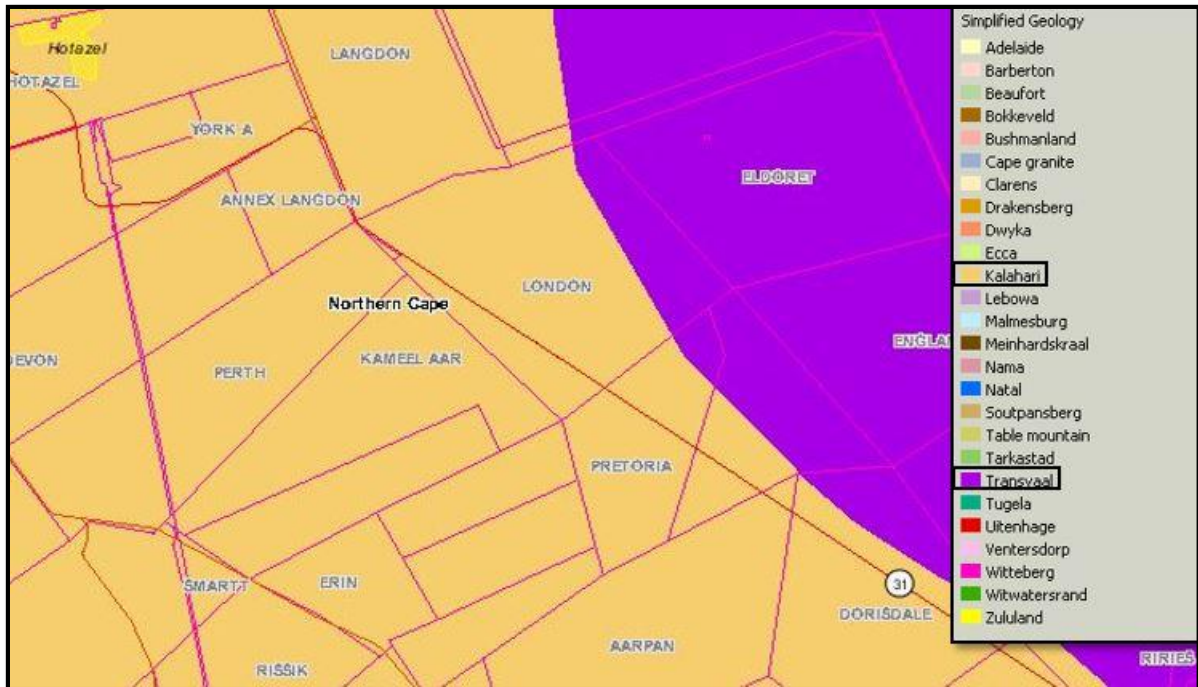 Hotazel
HOTAZEL
LANGDON
YORK A
ANNEX LANGDON
ELDORET
LONDON
Northern Cape
DEVON
PERTH
KAMEEL AAR
ENGLA
PRETORIA
SMARTT
ERIN
31
DORISDALE
AARPAN
RISSIK
RIRIES
Simplified Geology
Adelaide
Barberton
Beaufort
Bokkeveld
Bushmanland
Cape granite
Clarens
Drakensberg
Dwyka
Ecca
Kalahari
Lebowa
Malmesburg
Meinhardskraal
Nama
Natal
Soutpansberg
Table mountain
Tarkastad
Transvaal
Tugela
Uitenhage
Ventersdorp
Witteberg
Witwatersrand
Zululand